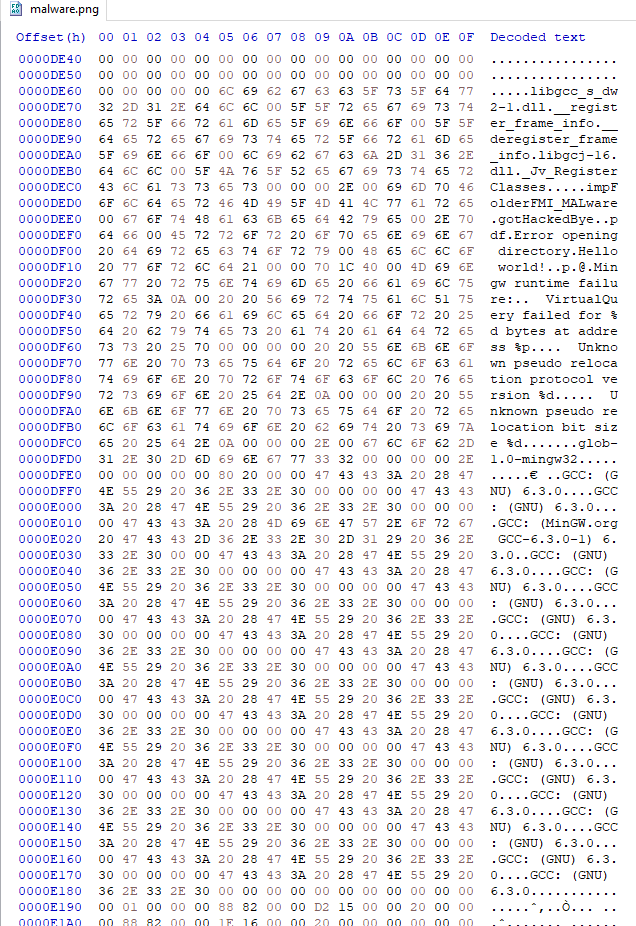 malware.png
Offset(h) 00 01 02 03 04 05 06 07 08 09 0A 0B 0C 0D 0E 0F Decoded text
0000DE40 00 00 00 00 00 00 00 00 00 00 00 00 00 00 00 00 ................
0000DE50 00 00 00 00 00 00 00 00 00 00 00 00 00 00 00 00 ................
0000DE60 00 00 00 00 00 6C 69 62 67 63 63 5F 73 5F 64 77 .....libgcc_s_dw
0000DE70 32 2D 31 2E 64 6C 6C 00 5F 5F 72 65 67 69 73 74 2-1.dll.__regist
0000DE80 65 72 5F 66 72 61 6D 65 5F 69 6E 66 6F 00 5F 5F er_frame_info.__
0000DE90 64 65 72 65 67 69 73 74 65 72 5F 66 72 61 6D 65 deregister_frame
0000DEA0 5F 69 6E 66 6F 00 6C 69 62 67 63 6A 2D 31 36 2E _info.libgcj-16.
0000DEB0 64 6C 6C 00 5F 4A 76 5F 52 65 67 69 73 74 65 72 dll._Jv_Register
0000DEC0 43 6C 61 73 73 65 73 00 00 00 2E 00 69 6D 70 46 Classes.....impF
0000DED0 6F 6C 64 65 72 46 4D 49 5F 4D 41 4C 77 61 72 65 olderFMI_MALware
0000DEE0 00 67 6F 74 48 61 63 6B 65 64 42 79 65 00 2E 70 .gotHackedBye..p
0000DEF0 64 66 00 45 72 72 6F 72 20 6F 70 65 6E 69 6E 67 df.Error opening
0000DF00 20 64 69 72 65 63 74 6F 72 79 00 48 65 6C 6C 6F directory.Hello
0000DF10 20 77 6F 72 6C 64 21 00 00 70 1C 40 00 4D 69 6E world!..p.@.Min
0000DF20 67 77 20 72 75 6E 74 69 6D 65 20 66 61 69 6C 75 gw runtime failu
0000DF30 72 65 3A 0A 00 20 20 56 69 72 74 75 61 6C 51 75 re:..  VirtualQu
0000DF40 65 72 79 20 66 61 69 6C 65 64 20 66 6F 72 20 25 ery failed for %
0000DF50 64 20 62 79 74 65 73 20 61 74 20 61 64 64 72 65 d bytes at addre
0000DF60 73 73 20 25 70 00 00 00 00 20 20 55 6E 6B 6E 6F ss %p....  Unkno
0000DF70 77 6E 20 70 73 65 75 64 6F 20 72 65 6C 6F 63 61 wn pseudo reloca
0000DF80 74 69 6F 6E 20 70 72 6F 74 6F 63 6F 6C 20 76 65 tion protocol ve
0000DF90 72 73 69 6F 6E 20 25 64 2E 0A 00 00 00 20 20 55 rsion %d.....  U
0000DFA0 6E 6B 6E 6F 77 6E 20 70 73 65 75 64 6F 20 72 65 nknown pseudo re
0000DFB0 6C 6F 63 61 74 69 6F 6E 20 62 69 74 20 73 69 7A location bit siz
0000DFC0 65 20 25 64 2E 0A 00 00 00 2E 00 67 6C 6F 62 2D e %d.......glob-
0000DFD0 31 2E 30 2D 6D 69 6E 67 77 33 32 00 00 00 00 2E 1.0-mingw32.....
0000DFE0 00 00 00 00 00 80 20 00 00 47 43 43 3A 20 28 47 .....€ ..GCC: (G
0000DFF0 4E 55 29 20 36 2E 33 2E 30 00 00 00 00 47 43 43 NU) 6.3.0....GCC
0000E000 3A 20 28 47 4E 55 29 20 36 2E 33 2E 30 00 00 00 : (GNU) 6.3.0...
0000E010 00 47 43 43 3A 20 28 4D 69 6E 47 57 2E 6F 72 67 .GCC: (MinGW.org
0000E020 20 47 43 43 2D 36 2E 33 2E 30 2D 31 29 20 36 2E GCC-6.3.0-1) 6.
0000E030 33 2E 30 00 00 47 43 43 3A 20 28 47 4E 55 29 20 3.0..GCC: (GNU) 
0000E040 36 2E 33 2E 30 00 00 00 00 47 43 43 3A 20 28 47 6.3.0....GCC: (G
0000E050 4E 55 29 20 36 2E 33 2E 30 00 00 00 00 47 43 43 NU) 6.3.0....GCC
0000E060 3A 20 28 47 4E 55 29 20 36 2E 33 2E 30 00 00 00 : (GNU) 6.3.0...
0000E070 00 47 43 43 3A 20 28 47 4E 55 29 20 36 2E 33 2E .GCC: (GNU) 6.3.
0000E080 30 00 00 00 00 47 43 43 3A 20 28 47 4E 55 29 20 0....GCC: (GNU) 
0000E090 36 2E 33 2E 30 00 00 00 00 47 43 43 3A 20 28 47 6.3.0....GCC: (G
0000E0A0 4E 55 29 20 36 2E 33 2E 30 00 00 00 00 47 43 43 NU) 6.3.0....GCC
0000E0B0 3A 20 28 47 4E 55 29 20 36 2E 33 2E 30 00 00 00 : (GNU) 6.3.0...
0000E0C0 00 47 43 43 3A 20 28 47 4E 55 29 20 36 2E 33 2E .GCC: (GNU) 6.3.
0000E0D0 30 00 00 00 00 47 43 43 3A 20 28 47 4E 55 29 20 0....GCC: (GNU) 
0000E0E0 36 2E 33 2E 30 00 00 00 00 47 43 43 3A 20 28 47 6.3.0....GCC: (G
0000E0F0 4E 55 29 20 36 2E 33 2E 30 00 00 00 00 47 43 43 NU) 6.3.0....GCC
0000E100 3A 20 28 47 4E 55 29 20 36 2E 33 2E 30 00 00 00 : (GNU) 6.3.0...
0000E110 00 47 43 43 3A 20 28 47 4E 55 29 20 36 2E 33 2E .GCC: (GNU) 6.3.
0000E120 30 00 00 00 00 47 43 43 3A 20 28 47 4E 55 29 20 0....GCC: (GNU) 
0000E130 36 2E 33 2E 30 00 00 00 00 47 43 43 3A 20 28 47 6.3.0....GCC: (G
0000E140 4E 55 29 20 36 2E 33 2E 30 00 00 00 00 47 43 43 NU) 6.3.0....GCC
0000E150 3A 20 28 47 4E 55 29 20 36 2E 33 2E 30 00 00 00 : (GNU) 6.3.0...
0000E160 00 47 43 43 3A 20 28 47 4E 55 29 20 36 2E 33 2E .GCC: (GNU) 6.3.
0000E170 30 00 00 00 00 47 43 43 3A 20 28 47 4E 55 29 20 0....GCC: (GNU) 
0000E180 36 2E 33 2E 30 00 00 00 00 00 00 00 00 00 00 00 6.3.0...........
0000E190 00 01 00 00 00 88 82 00 00 D2 15 00 00 20 00 00 .....ˆ‚..Ò... ..
0000E1A0 00 88 82 00 00 1E 16 00 00 20 00 00 00 00 00 00